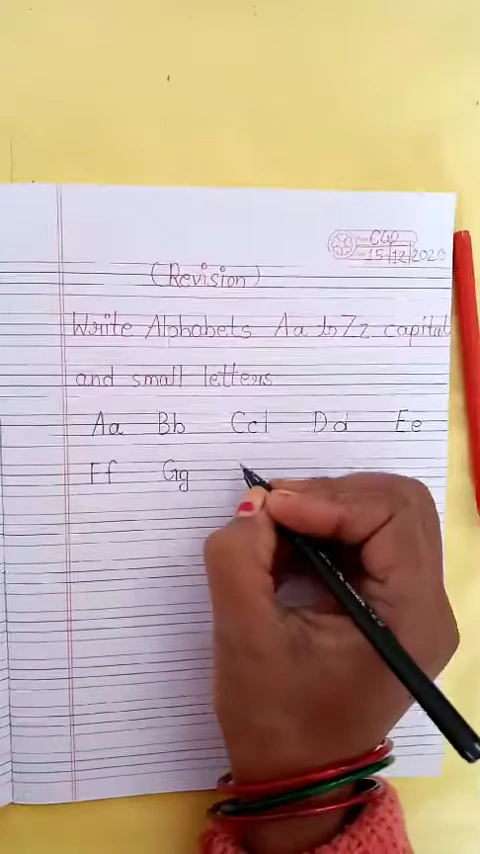 CGO
15/12/2020
(Revision)
Write Alphabets Aa to Zz capital
and small letters
Aa Bb Ccl Dd Ee
Ff Gg